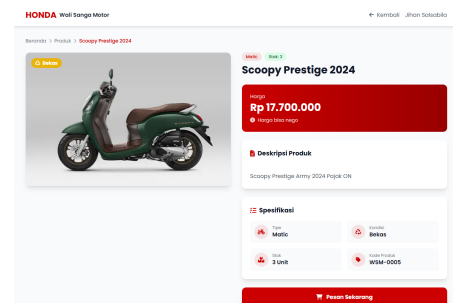 HONDA Wali Sanga Motor
← Kembali Jihan Salsabila
Beranda > Produk > Scoopy Prestige 2024
Bekas
Matic Stok 3
Scoopy Prestige 2024
Harga
Rp 17.700.000
Harga bisa nego
Deskripsi Produk
Scoopy Prestige Army 2024 Pajak ON
Spesifikasi
Tipe
Matic
Kondisi
Bekas
Stok
3 Unit
Kode Produk
WSM-0005
Pesan Sekarang